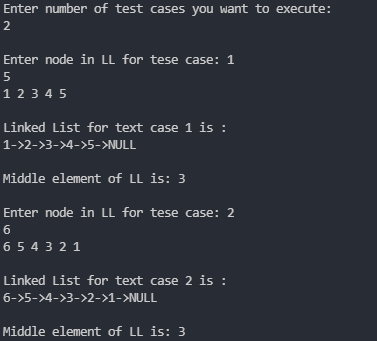 Enter number of test cases you want to execute:
2
Enter node in LL for tese case: 1
5
1 2 3 4 5
Linked List for text case 1 is :
1->2->3->4->5->NULL
Middle element of LL is: 3
Enter node in LL for tese case: 2
6
6 5 4 3 2 1
Linked List for text case 2 is :
6->5->4->3->2->1->NULL
Middle element of LL is: 3